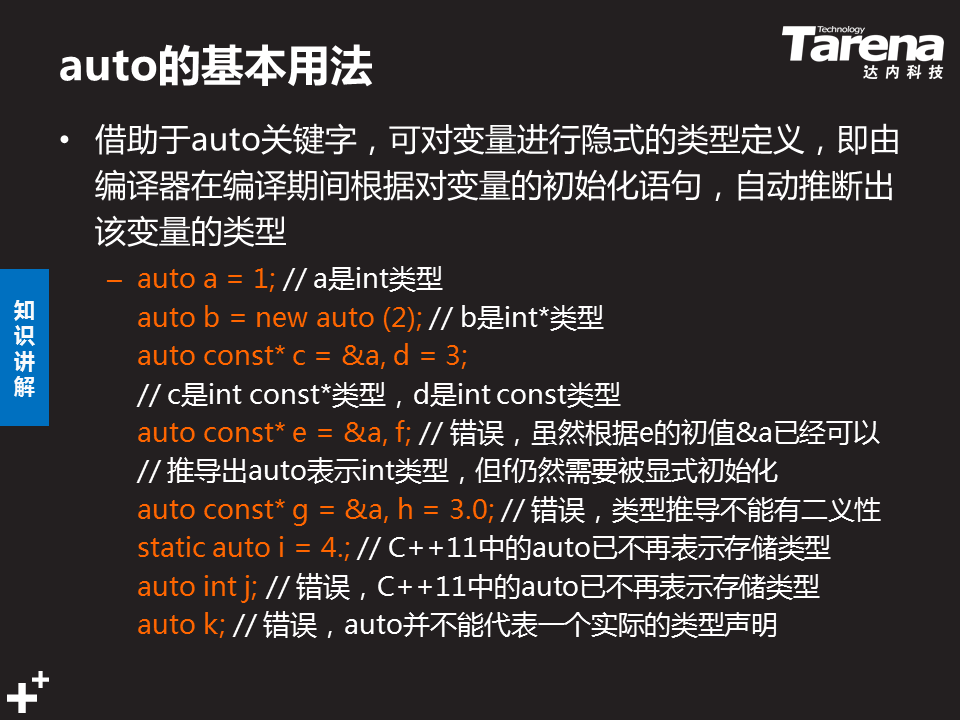 auto的基本用法
Technology
Tarena
达内科技
• 借助于auto关键字，可对变量进行隐式的类型定义，即由
编译器在编译期间根据对变量的初始化语句，自动推断出
该变量的类型
– auto a = 1; // a是int类型
auto b = new auto (2); // b是int*类型
auto const* c = &a, d = 3;
// c是int const*类型，d是int const类型
auto const* e = &a, f; // 错误，虽然根据e的初值&a已经可以
// 推导出auto表示int类型，但f仍然需要被显式初始化
auto const* g = &a, h = 3.0; // 错误，类型推导不能有二义性
static auto i = 4.; // C++11中的auto已不再表示存储类型
auto int j; // 错误，C++11中的auto已不再表示存储类型
auto k; // 错误，auto并不能代表一个实际的类型声明
知
识
讲
解